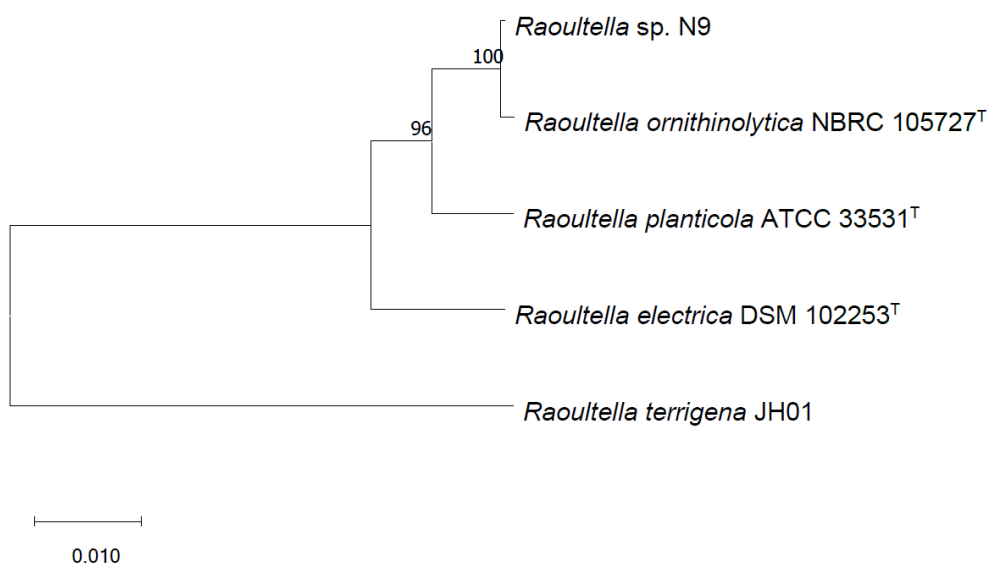 Raoultella sp. N9
100
Raoultella ornithinolytica NBRC 105727ᵀ
96
Raoultella planticola ATCC 33531ᵀ
Raoultella electrica DSM 102253ᵀ
Raoultella terrigena JH01
0.010